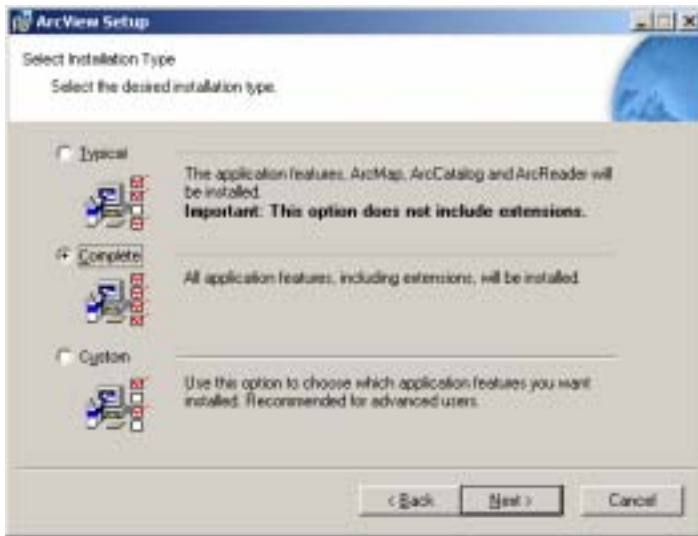 ArcView Setup
Select Installation Type
Select the desired installation type.
Typical
The application features, ArcMap, ArcCatalog and ArcReader will
be installed.
Important: This option does not include extensions.
Complete
All application features, including extensions, will be installed.
Custom
Use this option to choose which application features you want
installed. Recommended for advanced users.
< Back
Next >
Cancel